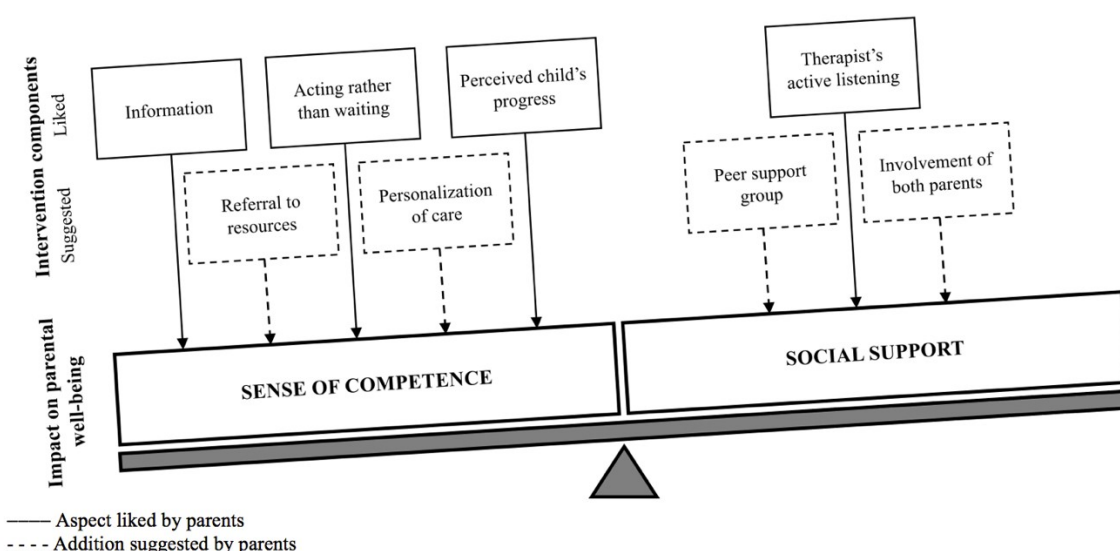 Intervention components
Liked
Suggested
Information
Acting rather
than waiting
Perceived child's
progress
Therapist's
active listening
Referral to
resources
Personalization
of care
Peer support
group
Involvement of
both parents
Impact on parental
well-being
SENSE OF COMPETENCE
SOCIAL SUPPORT
Aspect liked by parents
Addition suggested by parents